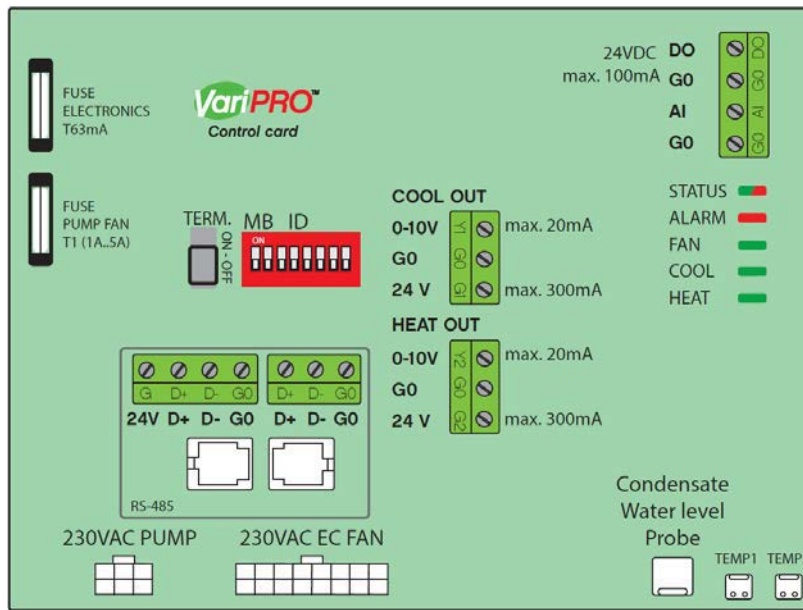 FUSE
ELECTRONICS
T63mA
FUSE
PUMP FAN
T1 (1A..5A)
VariPRO™
Control card
24VDC
max. 100mA
DO DO
G0 G0
AI AI
G0 G0
STATUS
ALARM
FAN
COOL
HEAT
TERM.
ON - OFF
MB ID
ON
COOL OUT
0-10V Y1 max. 20mA
G0 G0
24 V G1 max. 300mA
HEAT OUT
0-10V Y2 max. 20mA
G0 G0
24 V G2 max. 300mA
G D+ D- G0 D+ D- G0
24V D+ D- G0 D+ D- G0
RS-485
230VAC PUMP
230VAC EC FAN
Condensate
Water level
Probe
TEMP1